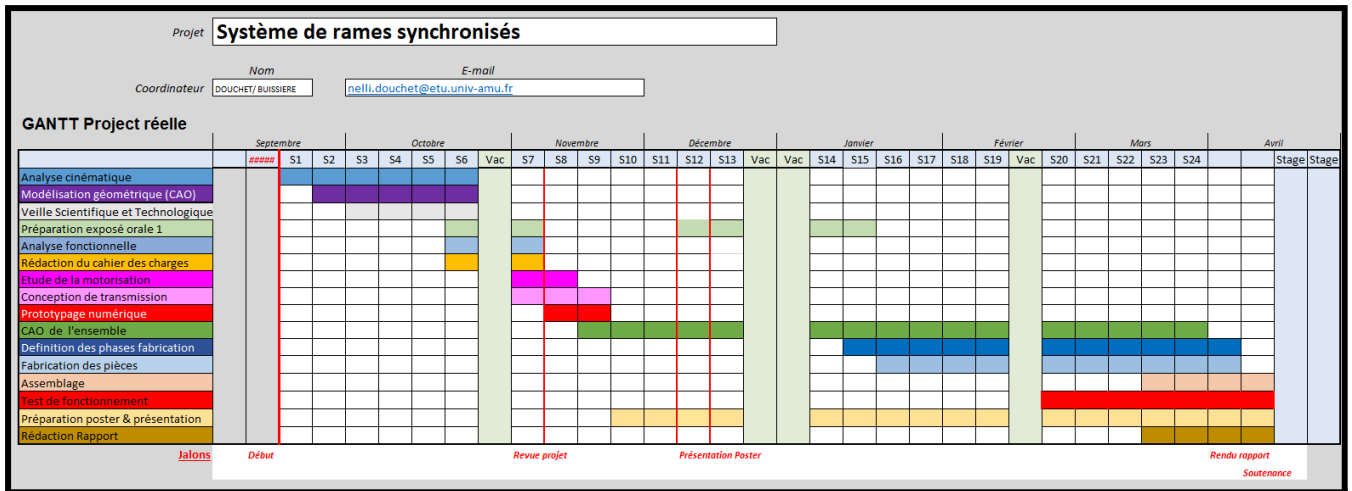 Projet Système de rames synchronisés
Nom E-mail
Coordinateur DOUCHET/ BUISSIERE nelli.douchet@etu.univ-amu.fr
GANTT Project réelle
Septembre Octobre Novembre Décembre Janvier Février Mars Avril
##### S1 S2 S3 S4 S5 S6 Vac S7 S8 S9 S10 S11 S12 S13 Vac Vac S14 S15 S16 S17 S18 S19 Vac S20 S21 S22 S23 S24 Stage Stage
Analyse cinématique
Modélisation géométrique (CAO)
Veille Scientifique et Technologique
Préparation exposé orale 1
Analyse fonctionnelle
Rédaction du cahier des charges
Etude de la motorisation
Conception de transmission
Prototypage numérique
CAO de l'ensemble
Definition des phases fabrication
Fabrication des pièces
Assemblage
Test de fonctionnement
Préparation poster & présentation
Rédaction Rapport
Jalons Début Revue projet Présentation Poster Rendu rapport
Soutenance